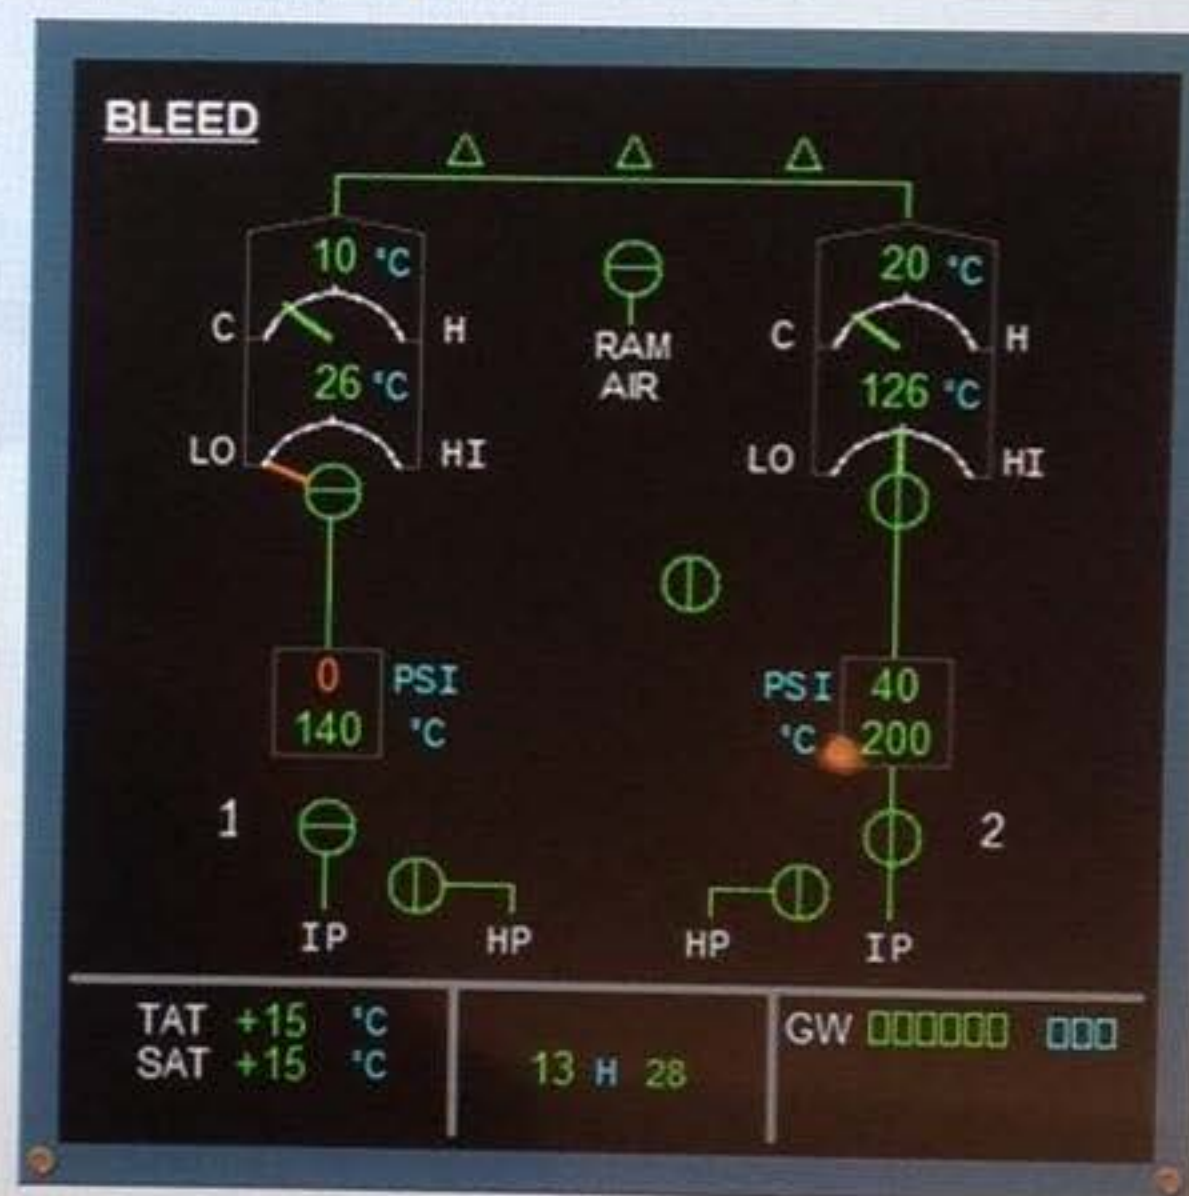 BLEED
10 °C
20 °C
C H
RAM
AIR
C H
26 °C
126 °C
LO HI
LO HI
0 PSI
140 °C
PSI 40
°C 200
1
2
IP
HP
HP
IP
TAT +15 °C
SAT +15 °C
13 H 28
GW